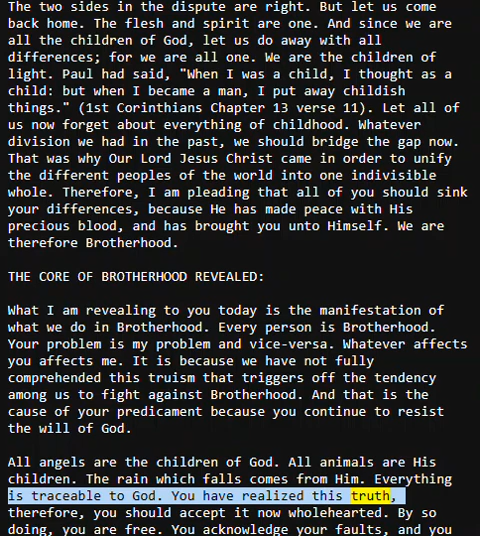 The two sides in the dispute are right. But let us come
back home. The flesh and spirit are one. And since we are
all the children of God, let us do away with all
differences; for we are all one. We are the children of
light. Paul had said, "When I was a child, I thought as a
child: but when I became a man, I put away childish
things." (1st Corinthians Chapter 13 verse 11). Let all of
us now forget about everything of childhood. Whatever
division we had in the past, we should bridge the gap now.
That was why Our Lord Jesus Christ came in order to unify
the different peoples of the world into one indivisible
whole. Therefore, I am pleading that all of you should sink
your differences, because He has made peace with His
precious blood, and has brought you unto Himself. We are
therefore Brotherhood.
THE CORE OF BROTHERHOOD REVEALED:
What I am revealing to you today is the manifestation of
what we do in Brotherhood. Every person is Brotherhood.
Your problem is my problem and vice-versa. Whatever affects
you affects me. It is because we have not fully
comprehended this truism that triggers off the tendency
among us to fight against Brotherhood. And that is the
cause of your predicament because you continue to resist
the will of God.
All angels are the children of God. All animals are His
children. The rain which falls comes from Him. Everything
is traceable to God. You have realized this truth,
therefore, you should accept it now wholehearted. By so
doing, you are free. You acknowledge your faults, and you